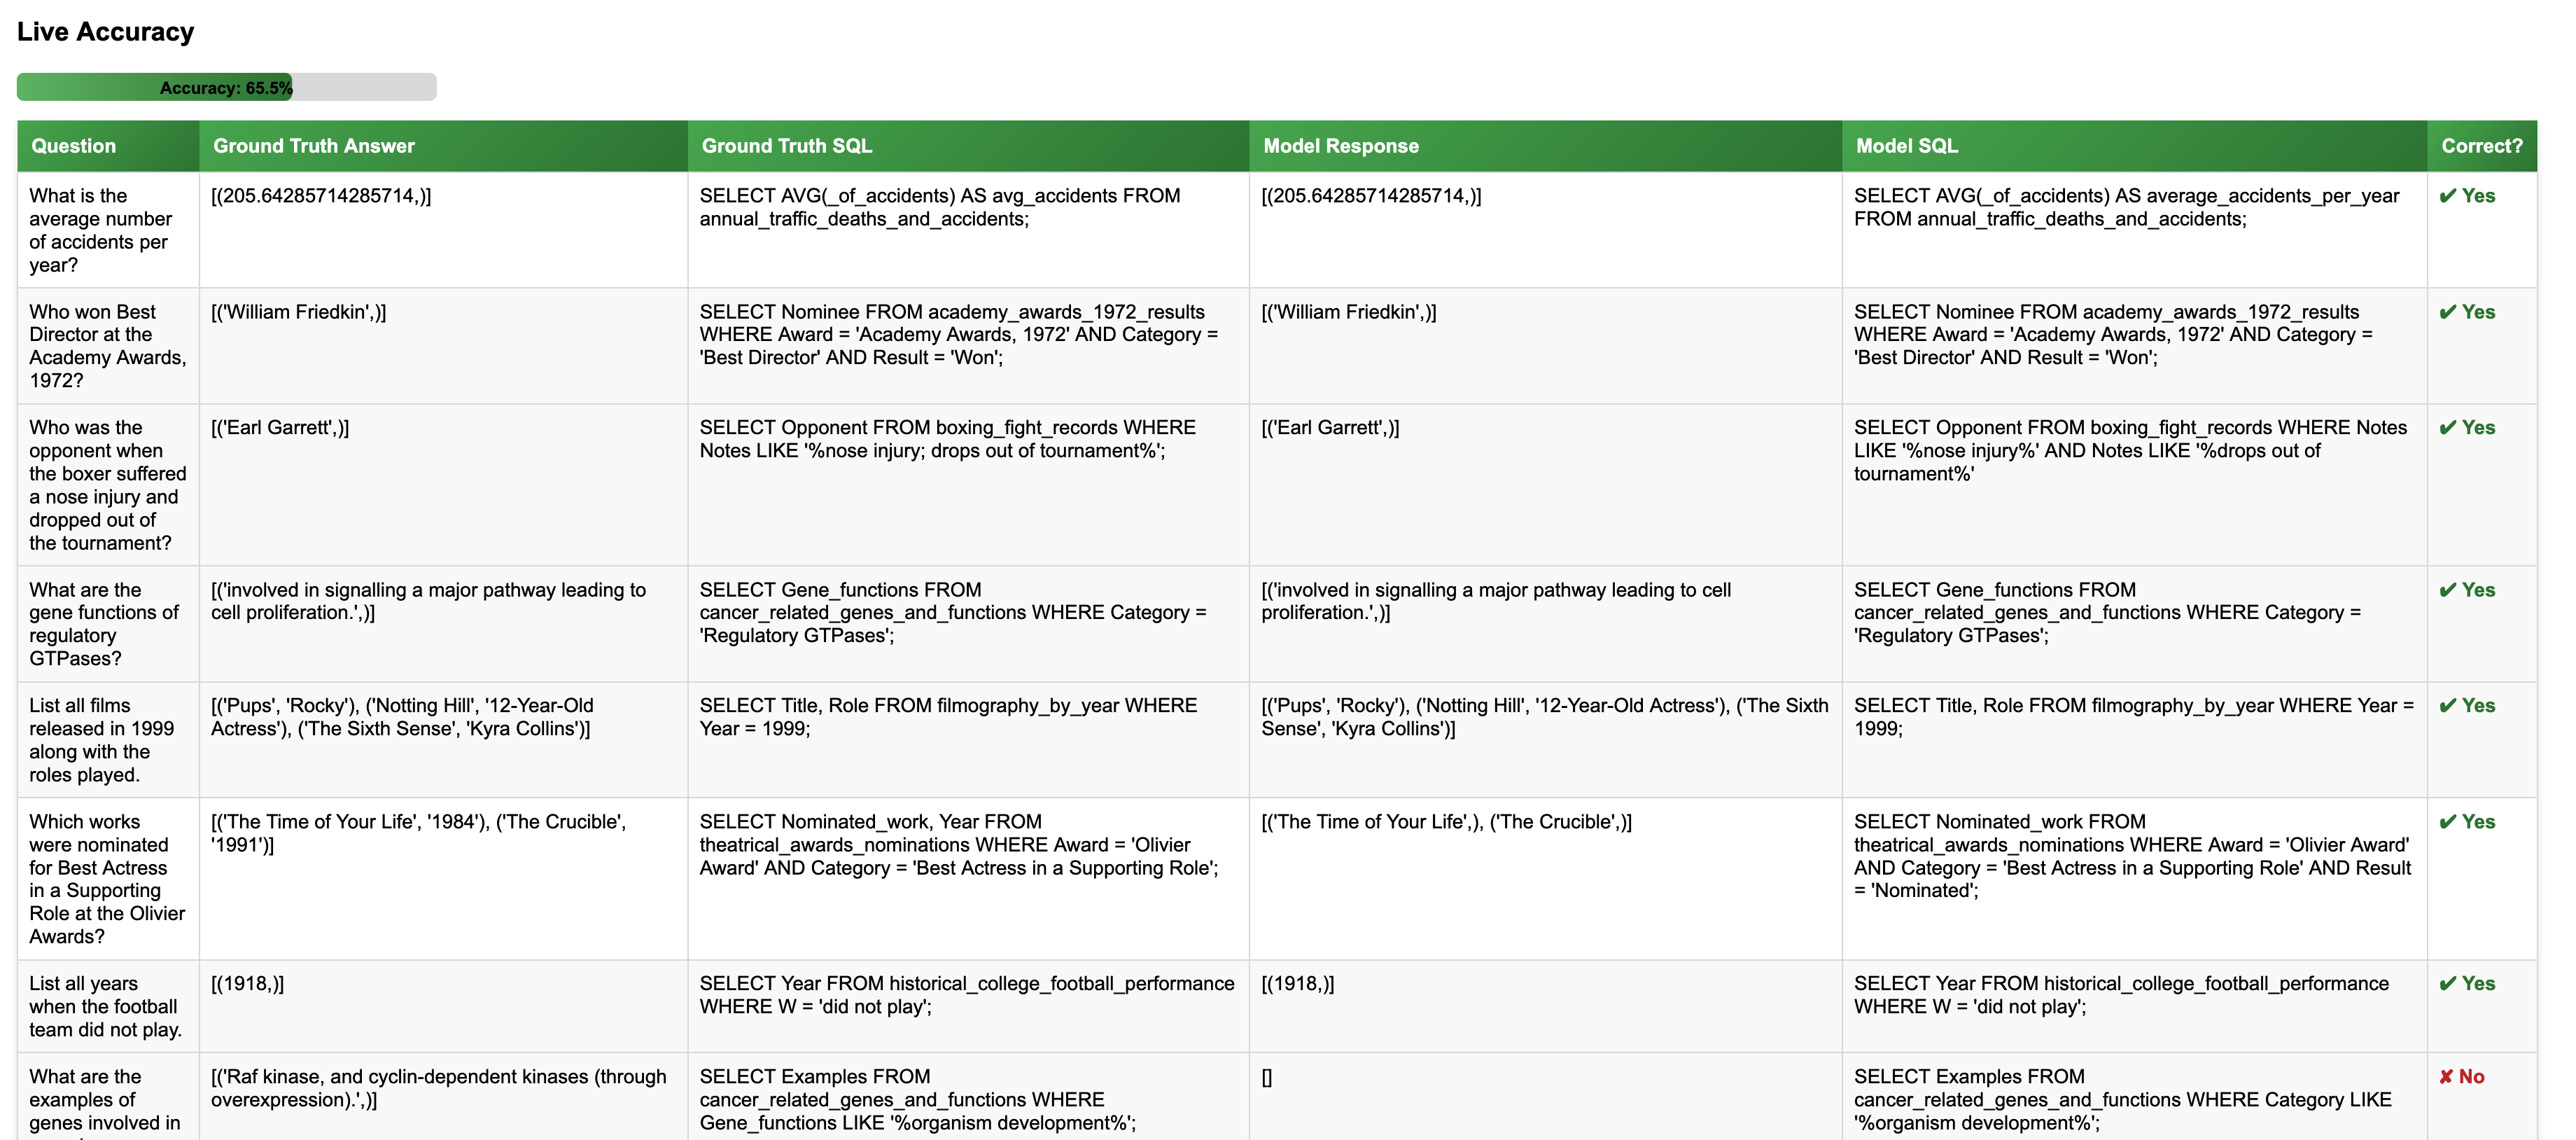 Live Accuracy
Accuracy: 65.5%
Question
Ground Truth Answer
Ground Truth SQL
Model Response
Model SQL
Correct?
What is the
average number
of accidents per
year?
[(205.64285714285714,)]
SELECT AVG(_of_accidents) AS avg_accidents FROM
annual_traffic_deaths_and_accidents;
[(205.64285714285714,)]
SELECT AVG(_of_accidents) AS average_accidents_per_year
FROM annual_traffic_deaths_and_accidents;
✔ Yes
Who won Best
Director at the
Academy Awards,
1972?
[('William Friedkin',)]
SELECT Nominee FROM academy_awards_1972_results
WHERE Award = 'Academy Awards, 1972' AND Category =
'Best Director' AND Result = 'Won';
[('William Friedkin',)]
SELECT Nominee FROM academy_awards_1972_results
WHERE Award = 'Academy Awards, 1972' AND Category =
'Best Director' AND Result = 'Won';
✔ Yes
Who was the
opponent when
the boxer suffered
a nose injury and
dropped out of
the tournament?
[('Earl Garrett',)]
SELECT Opponent FROM boxing_fight_records WHERE
Notes LIKE '%nose injury; drops out of tournament%';
[('Earl Garrett',)]
SELECT Opponent FROM boxing_fight_records WHERE Notes
LIKE '%nose injury%' AND Notes LIKE '%drops out of
tournament%'
✔ Yes
What are the
gene functions of
regulatory
GTPases?
[('involved in signalling a major pathway leading to
cell proliferation.',)]
SELECT Gene_functions FROM
cancer_related_genes_and_functions WHERE Category =
'Regulatory GTPases';
[('involved in signalling a major pathway leading to cell
proliferation.',)]
SELECT Gene_functions FROM
cancer_related_genes_and_functions WHERE Category =
'Regulatory GTPases';
✔ Yes
List all films
released in 1999
along with the
roles played.
[('Pups', 'Rocky'), ('Notting Hill', '12-Year-Old
Actress'), ('The Sixth Sense', 'Kyra Collins')]
SELECT Title, Role FROM filmography_by_year WHERE
Year = 1999;
[('Pups', 'Rocky'), ('Notting Hill', '12-Year-Old Actress'), ('The Sixth
Sense', 'Kyra Collins')]
SELECT Title, Role FROM filmography_by_year WHERE Year =
1999;
✔ Yes
Which works
were nominated
for Best Actress
in a Supporting
Role at the Olivier
Awards?
[('The Time of Your Life', '1984'), ('The Crucible',
'1991')]
SELECT Nominated_work, Year FROM
theatrical_awards_nominations WHERE Award = 'Olivier
Award' AND Category = 'Best Actress in a Supporting Role';
[('The Time of Your Life',), ('The Crucible',)]
SELECT Nominated_work FROM
theatrical_awards_nominations WHERE Award = 'Olivier Award'
AND Category = 'Best Actress in a Supporting Role' AND Result
= 'Nominated';
✔ Yes
List all years
when the football
team did not play.
[(1918,)]
SELECT Year FROM historical_college_football_performance
WHERE W = 'did not play';
[(1918,)]
SELECT Year FROM historical_college_football_performance
WHERE W = 'did not play';
✔ Yes
What are the
examples of
genes involved in
[('Raf kinase, and cyclin-dependent kinases (through
overexpression).',)]
SELECT Examples FROM
cancer_related_genes_and_functions WHERE
Gene_functions LIKE '%organism development%';
[]
SELECT Examples FROM
cancer_related_genes_and_functions WHERE Category LIKE
'%organism development%';
✘ No